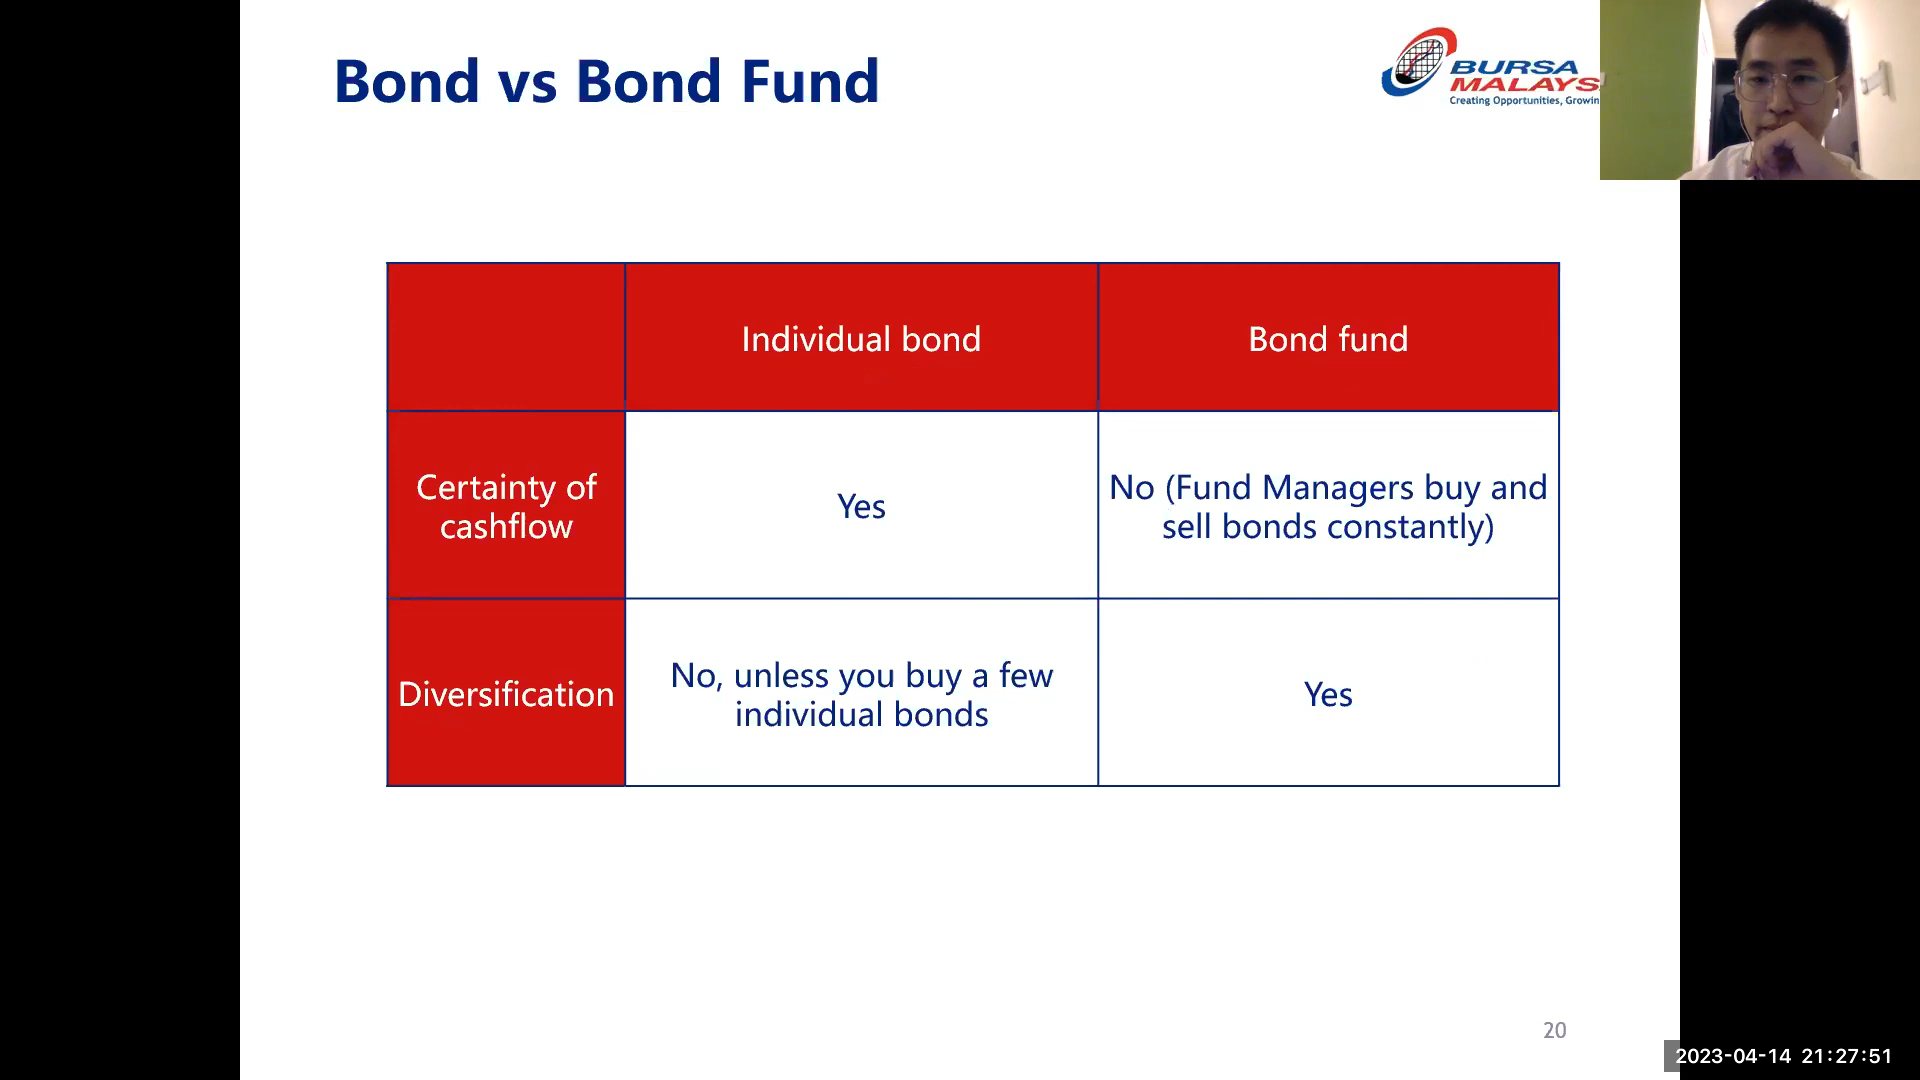 Bond vs Bond Fund
BURSA
MALAYS
Creating Opportunities, Growin
Individual bond
Bond fund
Certainty of
cashflow
Yes
No (Fund Managers buy and
sell bonds constantly)
Diversification
No, unless you buy a few
individual bonds
Yes
20
2023-04-14 21:27:51